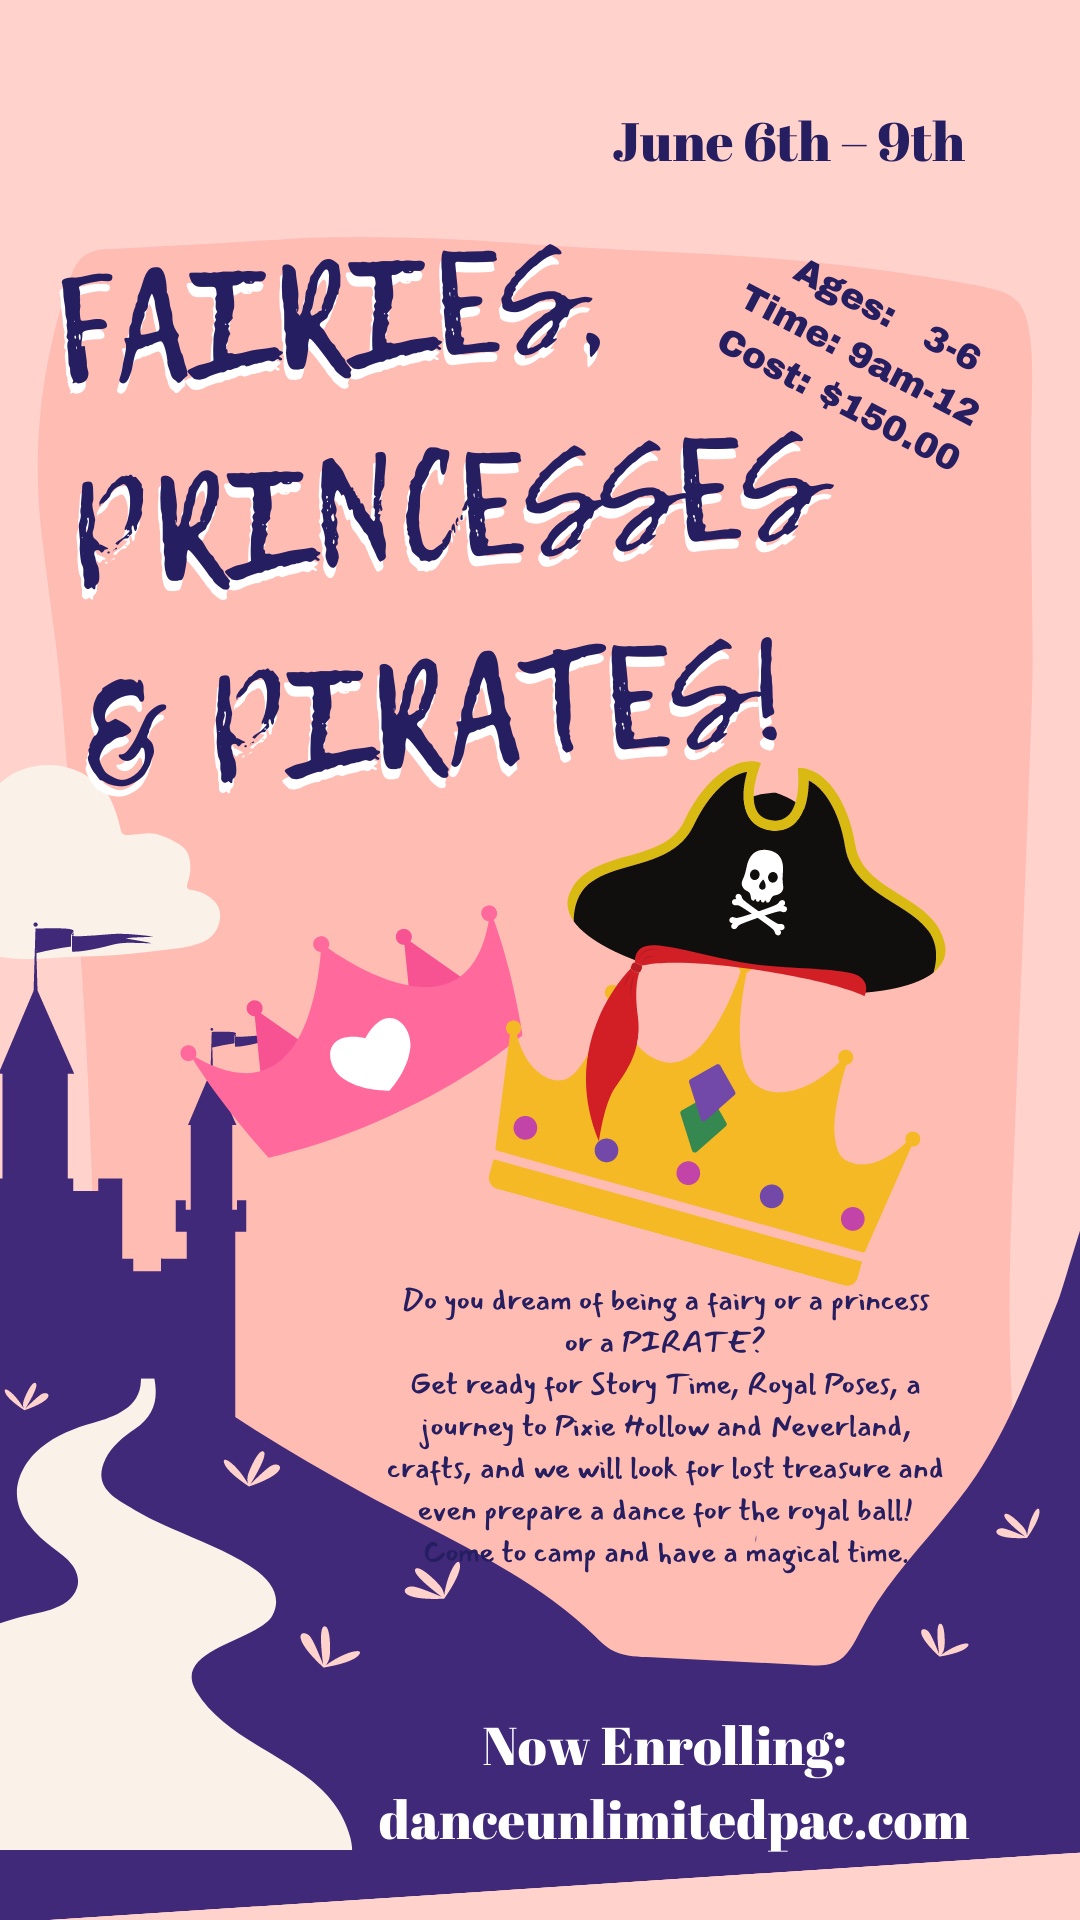 June 6th – 9th
FAIRIES,
PRINCESSES
& PIRATES!
Ages: 3-6
Time: 9am-12
Cost: $150.00
Do you dream of being a fairy or a princess
or a PIRATE?
Get ready for Story Time, Royal Poses, a
journey to Pixie Hollow and Neverland,
crafts, and we will look for lost treasure and
even prepare a dance for the royal ball!
Come to camp and have a magical time.
Now Enrolling:
danceunlimitedpac.com